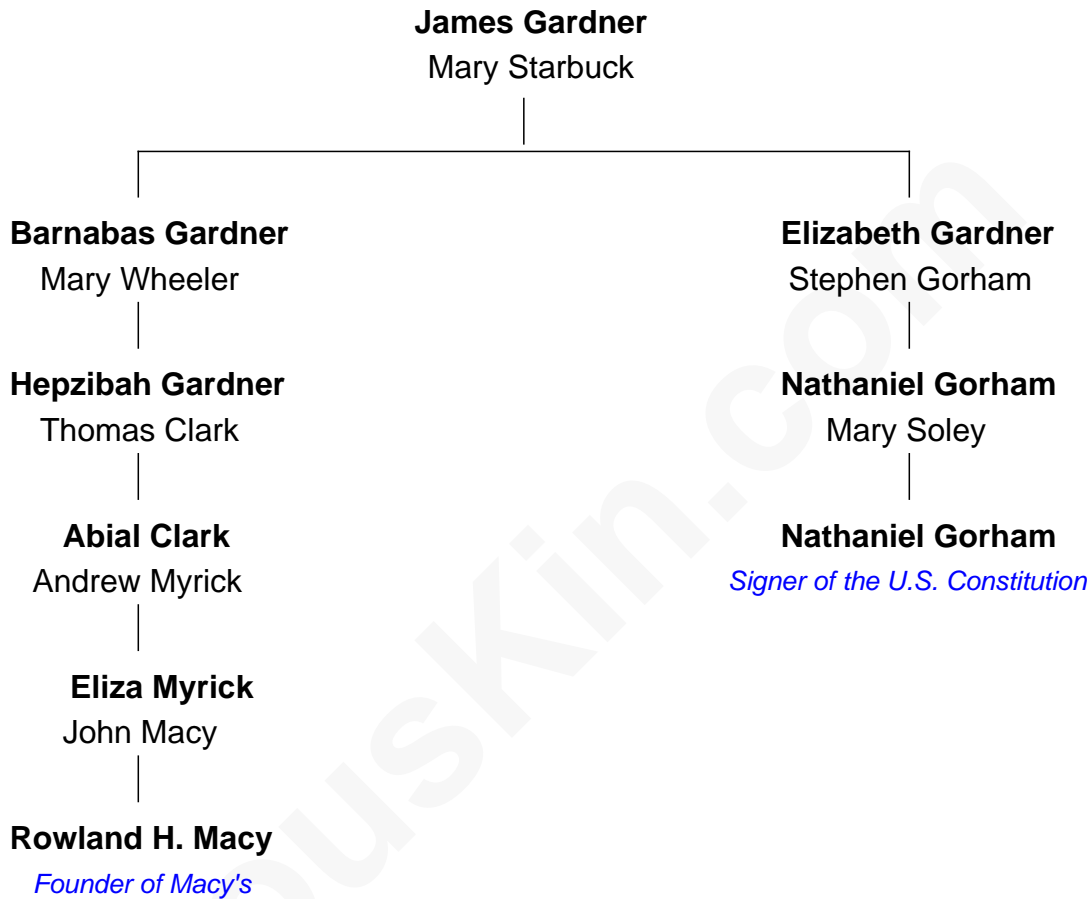 James Gardner
Mary Starbuck
Barnabas Gardner
Mary Wheeler
Elizabeth Gardner
Stephen Gorham
Hepzibah Gardner
Thomas Clark
Nathaniel Gorham
Mary Soley
Abial Clark
Andrew Myrick
Nathaniel Gorham
Signer of the U.S. Constitution
Eliza Myrick
John Macy
Rowland H. Macy
Founder of Macy's
ousKin.com